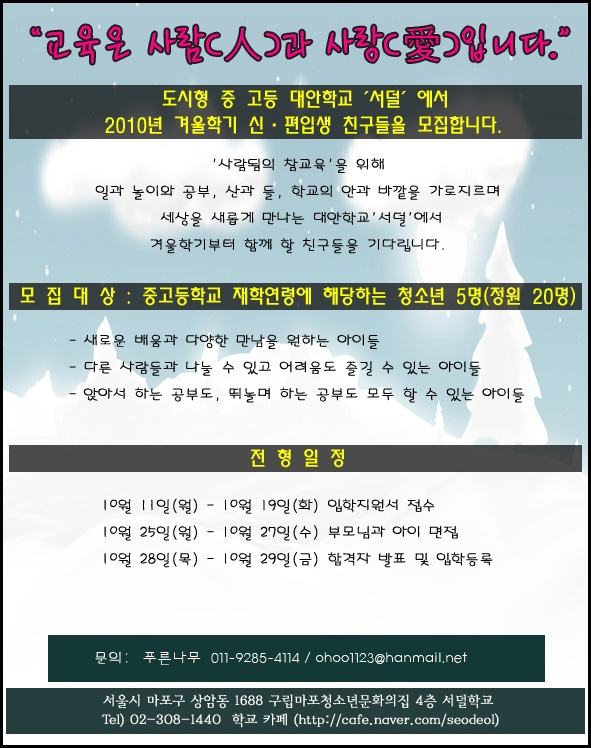 “교육은 사람(人)과 사랑(愛)입니다.”
도시형 중 고등 대안학교 '서덜' 에서
2010년 겨울학기 신·편입생 친구들을 모집합니다.
'사람됨의 참교육'을 위해
일과 놀이와 공부, 산과 들, 학교의 안과 바깥을 가로지르며
세상을 새롭게 만나는 대안학교'서덜'에서
겨울학기부터 함께 할 친구들을 기다립니다.
모 집 대 상 : 중고등학교 재학연령에 해당하는 청소년 5명(정원 20명)
- 새로운 배움과 다양한 만남을 원하는 아이들
- 다른 사람들과 나눌 수 있고 어려움도 즐길 수 있는 아이들
- 앉아서 하는 공부도, 뛰놀며 하는 공부도 모두 할 수 있는 아이들
전 형 일 정
10월 11일(월) - 10월 19일(화) 입학지원서 접수
10월 25일(월) - 10월 27일(수) 부모님과 아이 면접
10월 28일(목) - 10월 29일(금) 합격자 발표 및 입학등록
문의: 푸른나무 011-9285-4114 / ohoo1123@hanmail.net
서울시 마포구 상암동 1688 구립마포청소년문화의집 4층 서덜학교
Tel) 02-308-1440 학교 카페 (http://cafe.naver.com/seodeol)